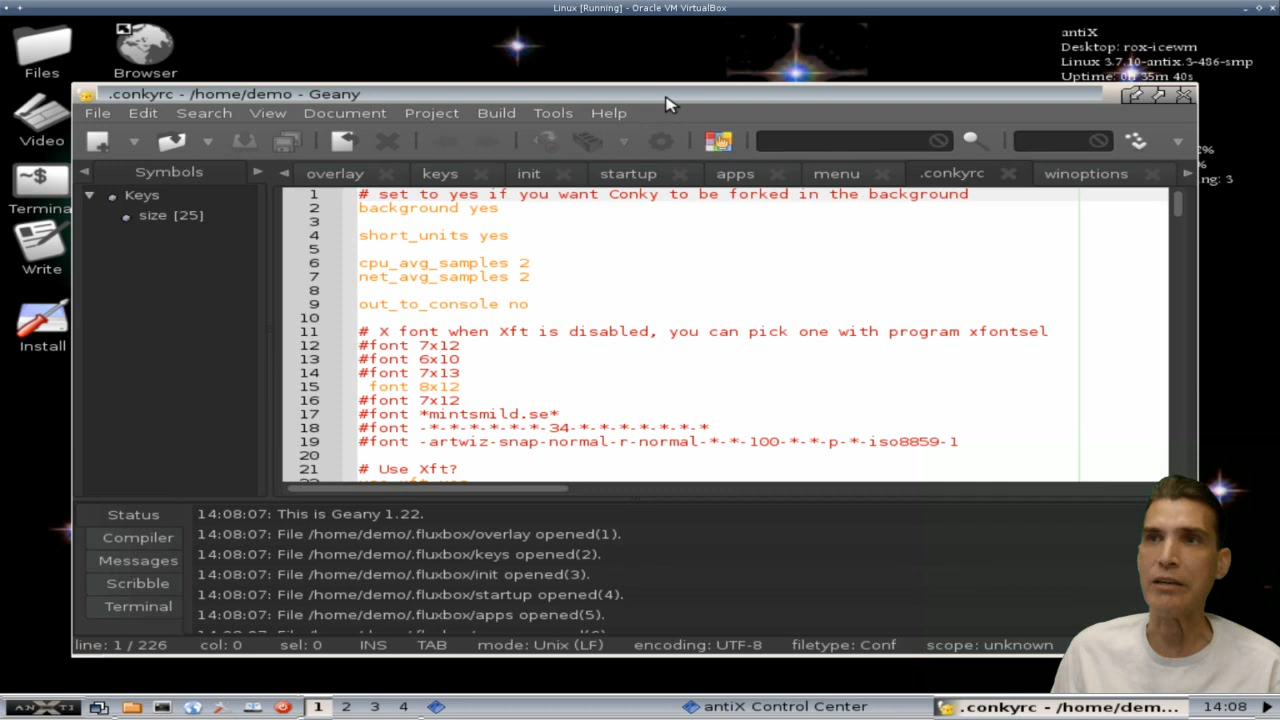 Linux [Running] - Oracle VM VirtualBox
antiX
Desktop: rox-icewm
Linux 3.7.10-antix.3-486-smp
Uptime: 0h 35m 40s
Files
Browser
Video
Write
Install
.conkyrc - /home/demo - Geany
File Edit Search View Document Project Build Tools Help
Symbols
overlay keys init startup apps menu .conkyrc winoptions
Keys
size [25]
1 # set to yes if you want Conky to be forked in the background
2 background yes
3
4 short_units yes
5
6 cpu_avg_samples 2
7 net_avg_samples 2
8
9 out_to_console no
10
11 # X font when Xft is disabled, you can pick one with program xfontsel
12 #font 7x12
13 #font 6x10
14 #font 7x13
15 font 8x12
16 #font 7x12
17 #font *mintsmild.se*
18 #font -*-*-*-*-*-*-34-*-*-*-*-*-*-*
19 #font -artwiz-snap-normal-r-normal-*-*-100-*-*-p-*-iso8859-1
20
21 # Use Xft?
ng: 3
Status
Compiler
Messages
Scribble
Terminal
14:08:07: This is Geany 1.22.
14:08:07: File /home/demo/.fluxbox/overlay opened(1).
14:08:07: File /home/demo/.fluxbox/keys opened(2).
14:08:07: File /home/demo/.fluxbox/init opened(3).
14:08:07: File /home/demo/.fluxbox/startup opened(4).
14:08:07: File /home/demo/.fluxbox/apps opened(5).
line: 1 / 226 col: 0 sel: 0 INS TAB mode: Unix (LF) encoding: UTF-8 filetype: Conf scope: unknown
1 2 3 4 antiX Control Center .conkyrc - /home/dem... 14:08